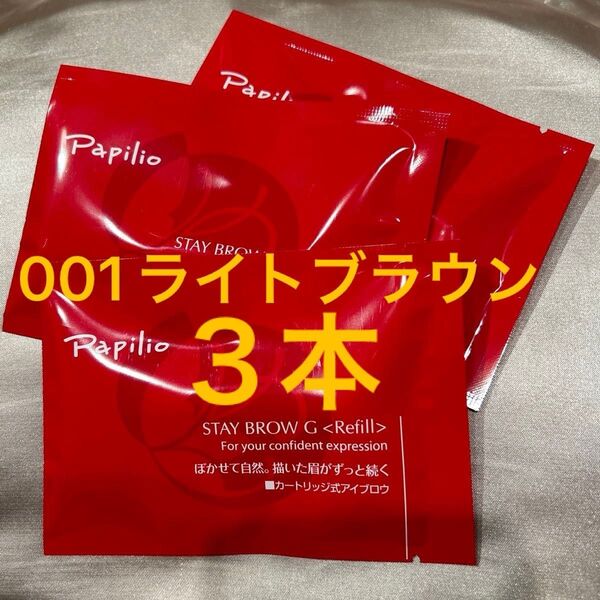 Papilio
Papilio
STAY BROW
001ライトブラウン
3本
Papilio
STAY BROW G <Refill>
For your confident expression
ぼかせて自然。描いた眉がずっと続く
■カートリッジ式アイブロウ